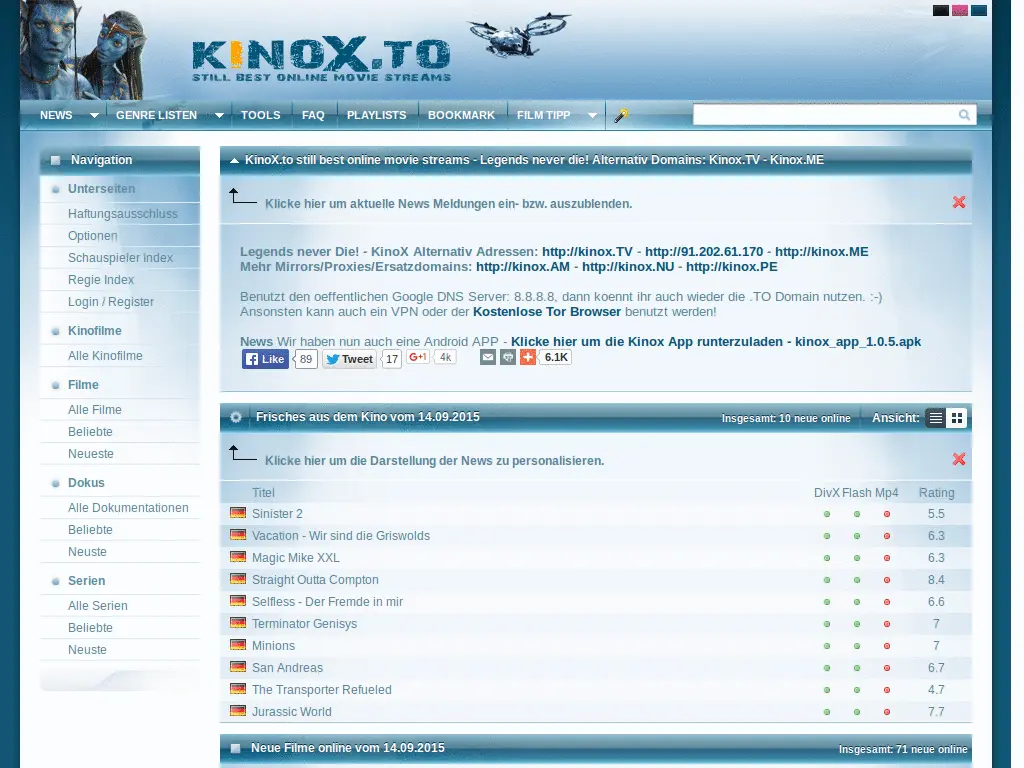 KINOX.TO
STILL BEST ONLINE MOVIE STREAMS
NEWS GENRE LISTEN TOOLS FAQ PLAYLISTS BOOKMARK FILM TIPP
Navigation
Unterseiten
Haftungsausschluss
Optionen
Schauspieler Index
Regie Index
Login / Register
Kinofilme
Alle Kinofilme
Filme
Alle Filme
Beliebte
Neueste
Dokus
Alle Dokumentationen
Beliebte
Neuste
Serien
Alle Serien
Beliebte
Neuste
KinoX.to still best online movie streams - Legends never die! Alternativ Domains: Kinox.TV - Kinox.ME
Klicke hier um aktuelle News Meldungen ein- bzw. auszublenden.
Legends never Die! - KinoX Alternativ Adressen: http://kinox.TV - http://91.202.61.170 - http://kinox.ME
Mehr Mirrors/Proxies/Ersatzdomains: http://kinox.AM - http://kinox.NU - http://kinox.PE
Benutzt den oeffentlichen Google DNS Server: 8.8.8.8, dann koennt ihr auch wieder die .TO Domain nutzen. :-)
Ansonsten kann auch ein VPN oder der Kostenlose Tor Browser benutzt werden!
News Wir haben nun auch eine Android APP - Klicke hier um die Kinox App runterzuladen - kinox_app_1.0.5.apk
Like 89 Tweet 17 G+1 4k 6.1K
Frisches aus dem Kino vom 14.09.2015 Insgesamt: 10 neue online Ansicht:
Klicke hier um die Darstellung der News zu personalisieren.
Titel DivX Flash Mp4 Rating
Sinister 2 5.5
Vacation - Wir sind die Griswolds 6.3
Magic Mike XXL 6.3
Straight Outta Compton 8.4
Selfless - Der Fremde in mir 6.6
Terminator Genisys 7
Minions 7
San Andreas 6.7
The Transporter Refueled 4.7
Jurassic World 7.7
Neue Filme online vom 14.09.2015 Insgesamt: 71 neue online